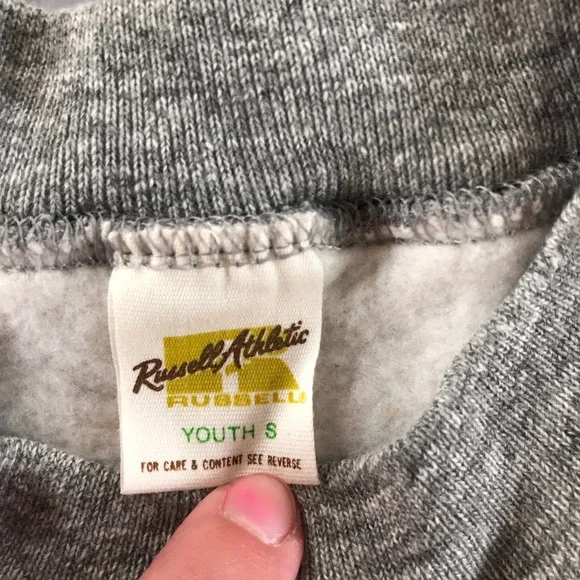 Russell Athletic
RUSSELL
YOUTH S
FOR CARE & CONTENT SEE REVERSE